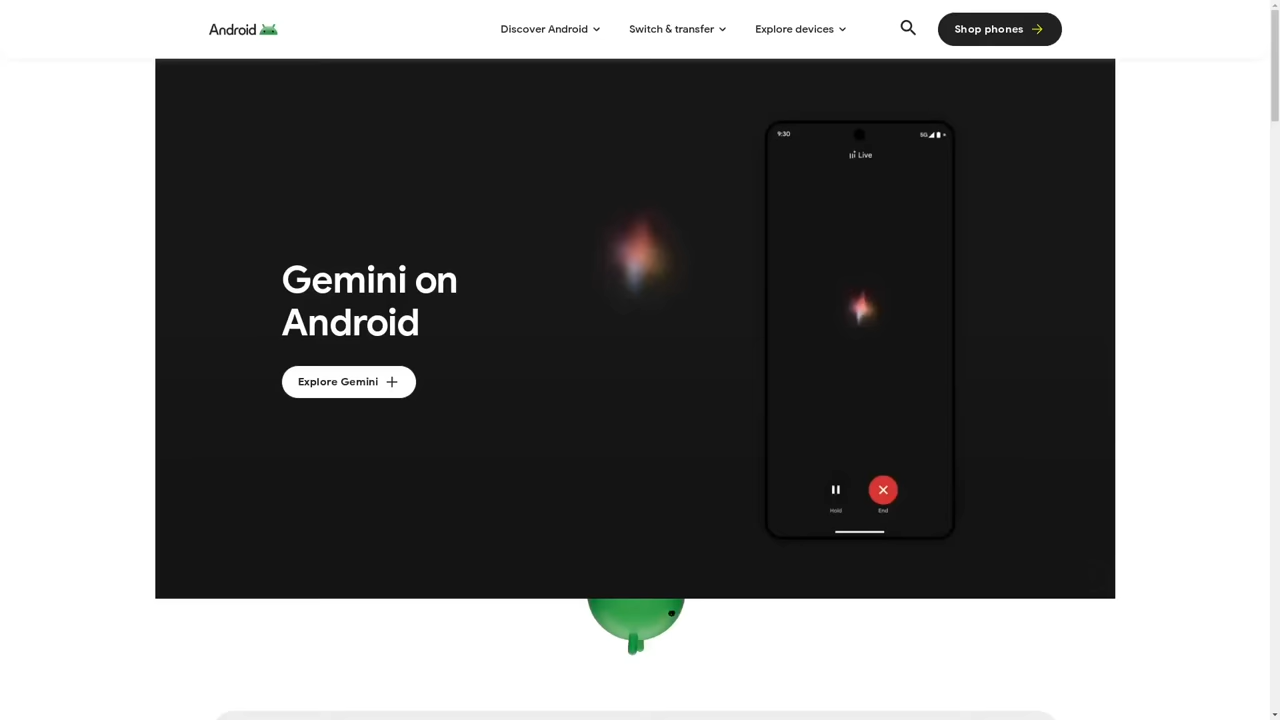 Android
Discover Android
Switch & transfer
Explore devices
Shop phones
9:30
5G
Live
Gemini on
Android
Explore Gemini
Hold
End